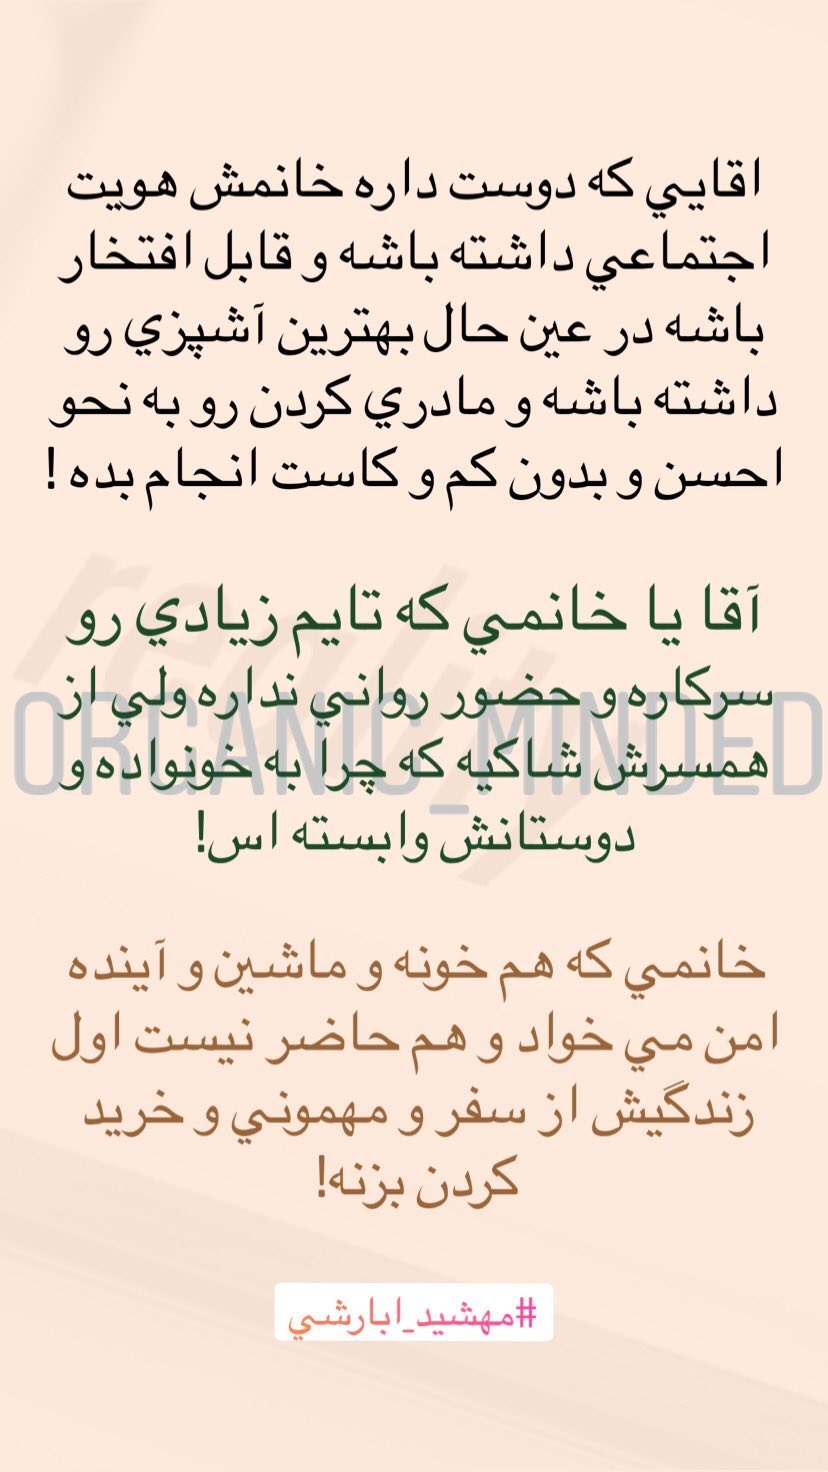 اقايي كه دوست داره خانمش هويت
اجتماعي داشته باشه و قابل افتخار
باشه در عين حال بهترين آشپزي رو
داشته باشه و مادري كردن رو به نحو
احسن و بدون كم و كاست انجام بده !
آقا يا خانمي كه تايم زيادي رو
سركاره و حضور رواني نداره ولي از
همسرش شاكيه كه چرا به خونواده و
دوستانش وابسته اس!
خانمي كه هم خونه و ماشين و آينده
امن مي خواد و هم حاضر نيست اول
زندگيش از سفر و مهموني و خريد
كردن بزنه!
#مهشيد_ابارشي
reality
ORGANIC_MINDED